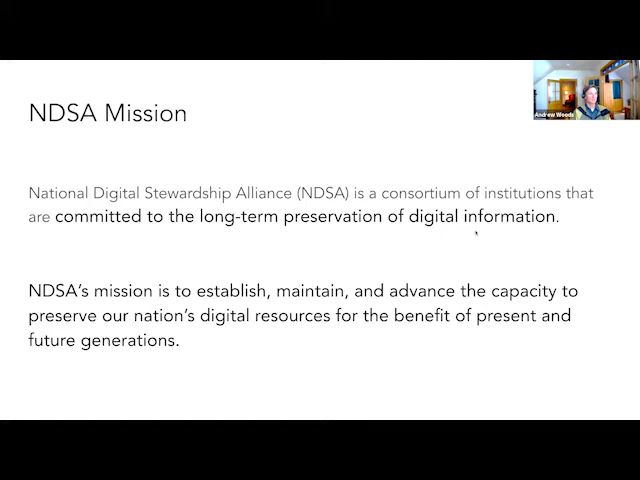 NDSA Mission
Andrew Woods
National Digital Stewardship Alliance (NDSA) is a consortium of institutions that
are committed to the long-term preservation of digital information.
NDSA’s mission is to establish, maintain, and advance the capacity to
preserve our nation’s digital resources for the benefit of present and
future generations.